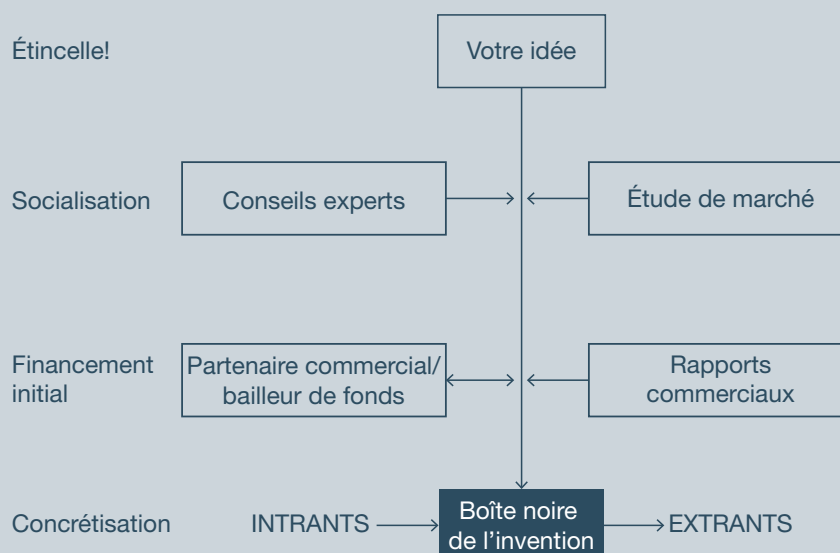 Étincelle!
Votre idée
Socialisation
Conseils experts
Étude de marché
Financement
initial
Partenaire commercial/
bailleur de fonds
Rapports
commerciaux
Concrétisation
INTRANTS
Boîte noire
de l’invention
EXTRANTS